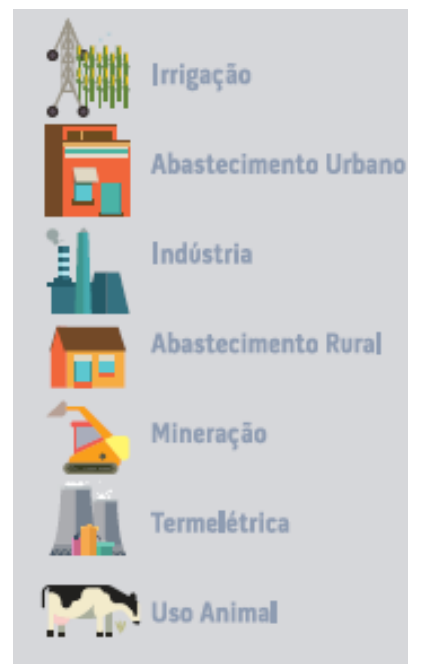 Irrigação
Abastecimento Urbano
Indústria
Abastecimento Rural
Mineração
Termelétrica
Uso Animal